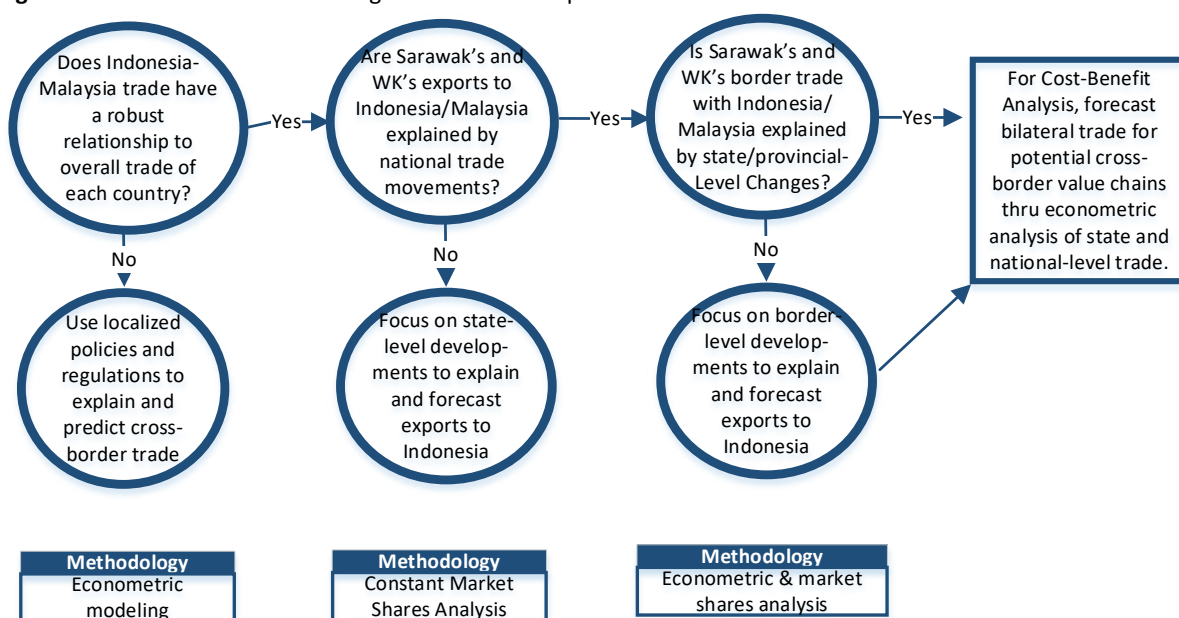 Does Indonesia-
Malaysia trade have
a robust
relationship to
overall trade of
each country?
Yes
Are Sarawak's and
WK's exports to
Indonesia/Malaysia
explained by
national trade
movements?
Yes
Is Sarawak's and
WK's border trade
with Indonesia/
Malaysia explained
by state/provincial-
Level Changes?
Yes
For Cost-Benefit
Analysis, forecast
bilateral trade for
potential cross-
border value chains
thru econometric
analysis of state and
national-level trade.
No
No
No
Use localized
policies and
regulations to
explain and
predict cross-
border trade
Focus on state-
level develop-
ments to explain
and forecast
exports to
Indonesia
Focus on border-
level develop-
ments to explain
and forecast
exports to
Indonesia
Methodology
Econometric
modeling
Methodology
Constant Market
Shares Analysis
Methodology
Econometric & market
shares analysis